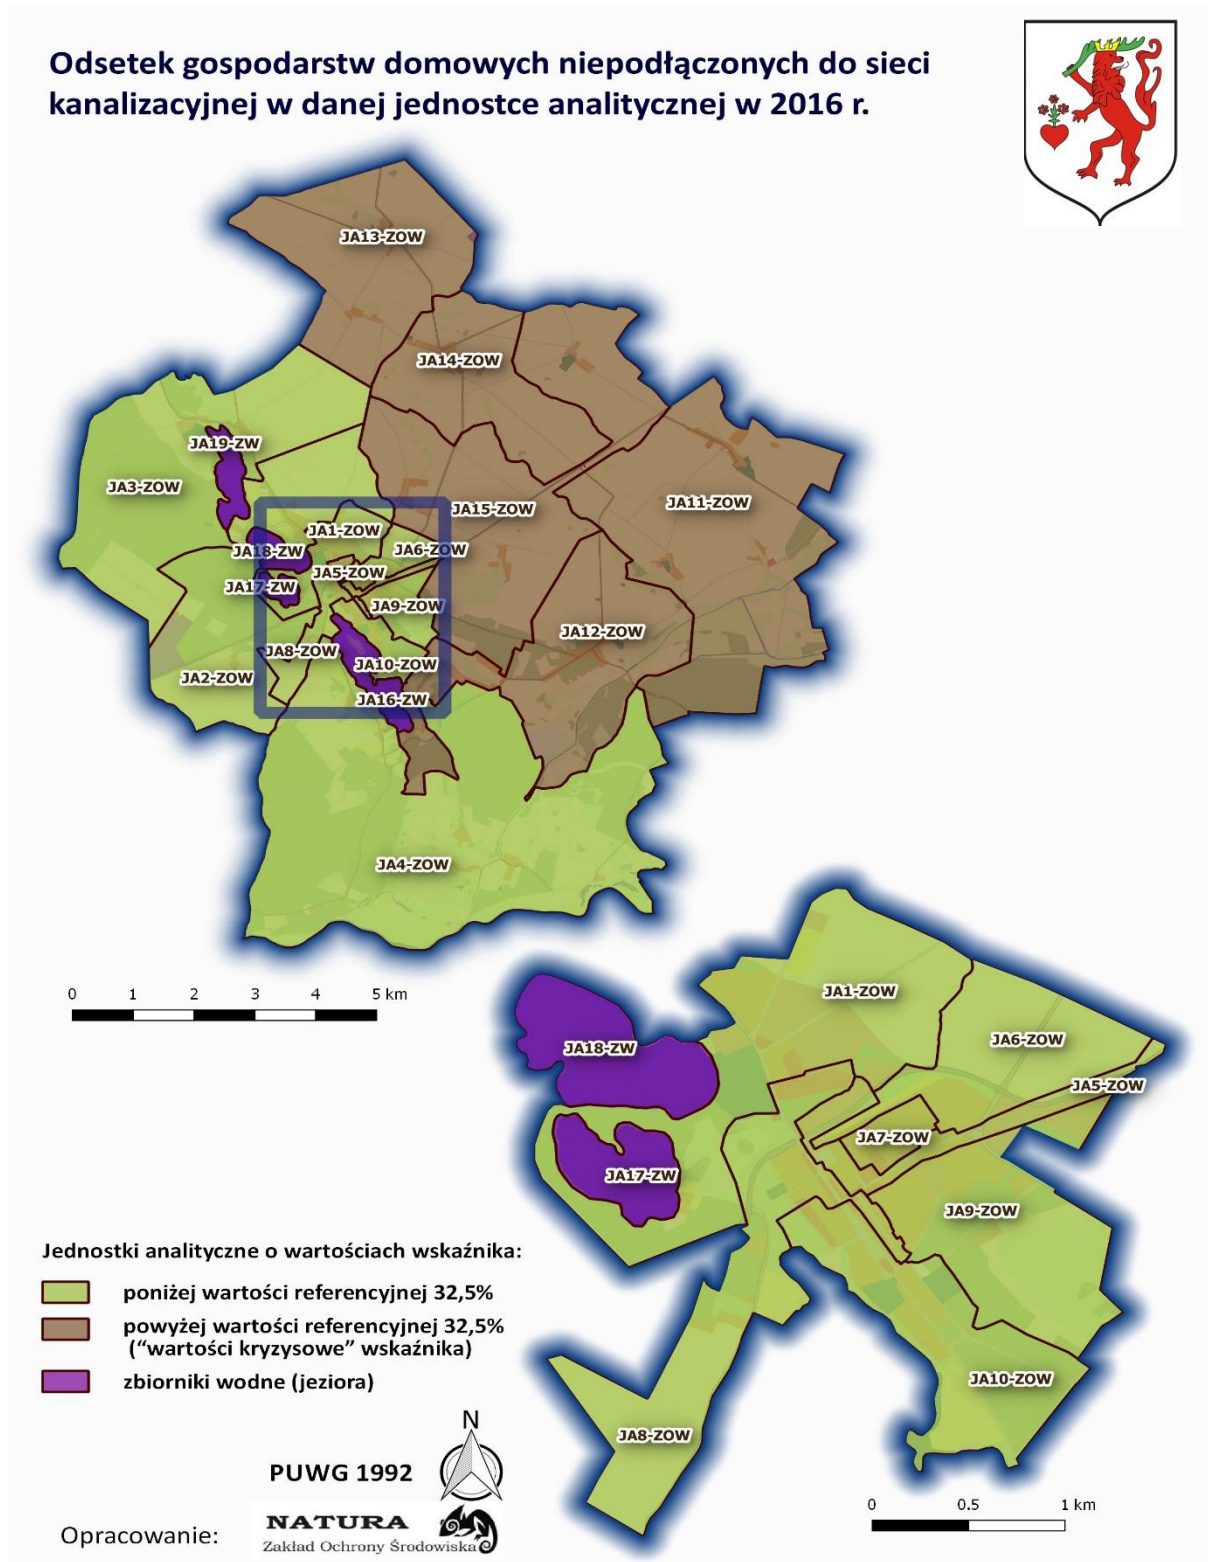 Odsetek gospodarstw domowych niepodłączonych do sieci
kanalizacyjnej w danej jednostce analitycznej w 2016 r.
JA13-ZOW
JA14-ZOW
JA19-ZW
JA3-ZOW
JA11-ZOW
JA15-ZOW
JA1-ZOW
JA18-ZW
JA6-ZOW
JA5-ZOW
JA17-ZW
JA9-ZOW
JA12-ZOW
JA8-ZOW
JA10-ZOW
JA2-ZOW
JA16-ZW
JA4-ZOW
0 1 2 3 4 5 km
JA1-ZOW
JA6-ZOW
JA18-ZW
JA5-ZOW
JA7-ZOW
JA17-ZW
JA9-ZOW
JA10-ZOW
JA8-ZOW
Jednostki analityczne o wartościach wskaźnika:
poniżej wartości referencyjnej 32,5%
powyżej wartości referencyjnej 32,5%
(“wartości kryzysowe” wskaźnika)
zbiorniki wodne (jeziora)
N
PUWG 1992
0 0.5 1 km
Opracowanie:
NATURA
Zakład Ochrony Środowiska